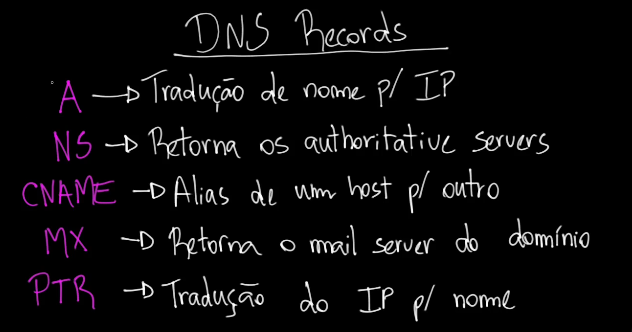 DNS Records
A → Tradução de nome p/ IP
NS → Retorna os authoritative servers
CNAME → Alias de um host p/ outro
MX → Retorna o mail server do domínio
PTR → Tradução do IP p/ nome